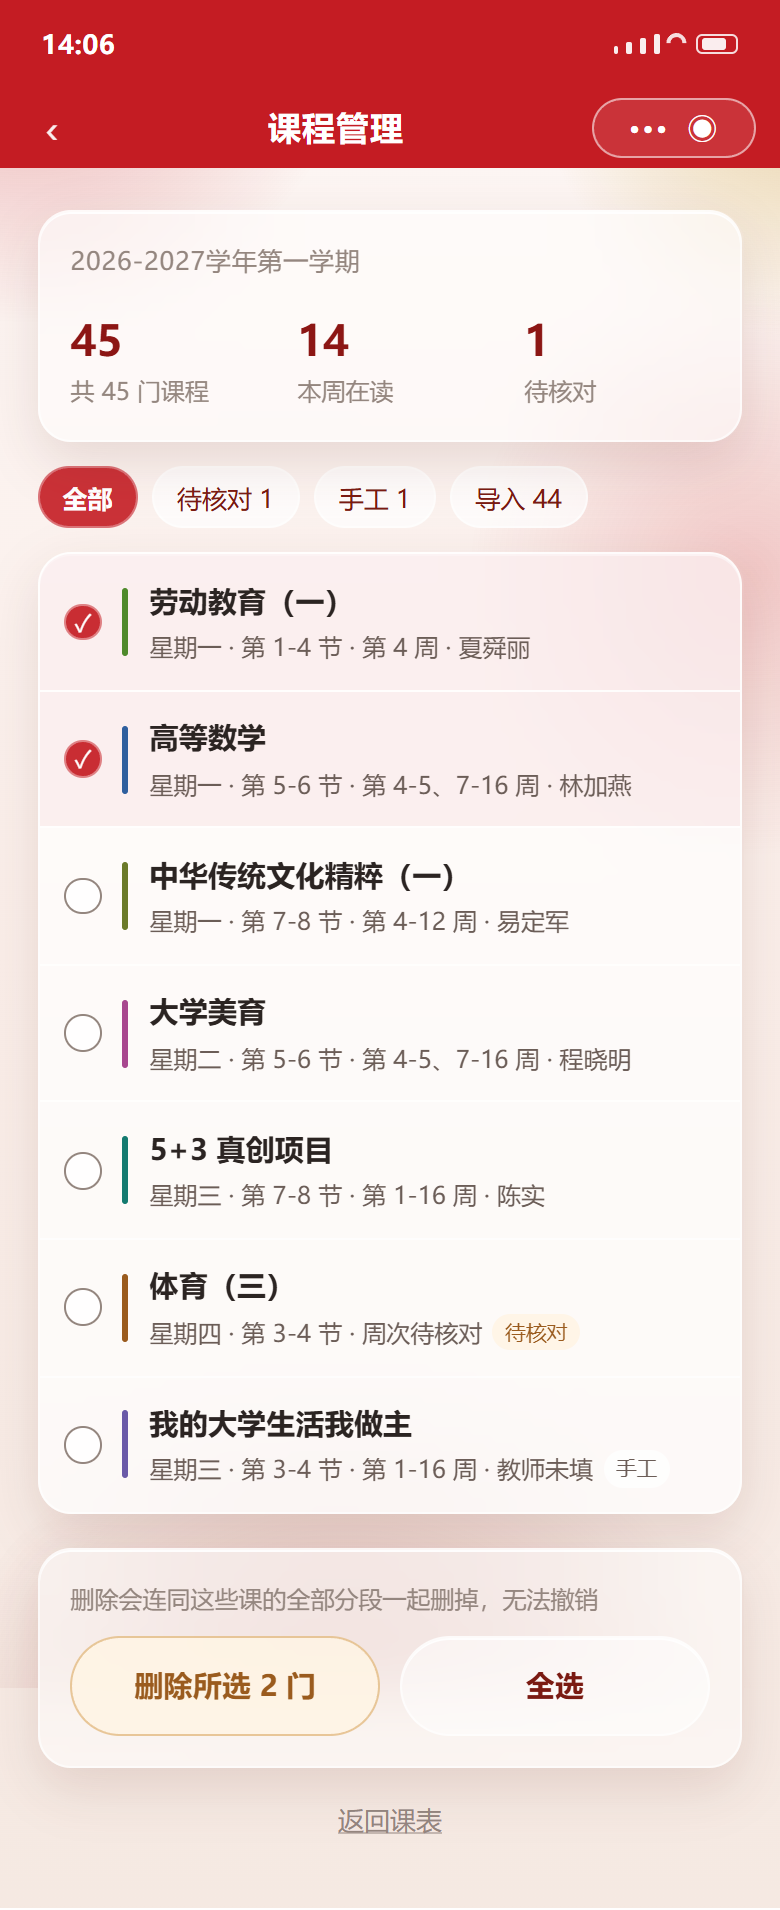 14:06
‹ 课程管理
2026-2027学年第一学期
45 14 1
共 45 门课程 本周在读 待核对
全部 待核对 1 手工 1 导入 44
劳动教育（一）
星期一 · 第 1-4 节 · 第 4 周 · 夏舜丽
高等数学
星期一 · 第 5-6 节 · 第 4-5、7-16 周 · 林加燕
中华传统文化精粹（一）
星期一 · 第 7-8 节 · 第 4-12 周 · 易定军
大学美育
星期二 · 第 5-6 节 · 第 4-5、7-16 周 · 程晓明
5+3 真创项目
星期三 · 第 7-8 节 · 第 1-16 周 · 陈实
体育（三）
星期四 · 第 3-4 节 · 周次待核对 待核对
我的大学生活我做主
星期三 · 第 3-4 节 · 第 1-16 周 · 教师未填 手工
删除会连同这些课的全部分段一起删掉，无法撤销
删除所选 2 门 全选
返回课表